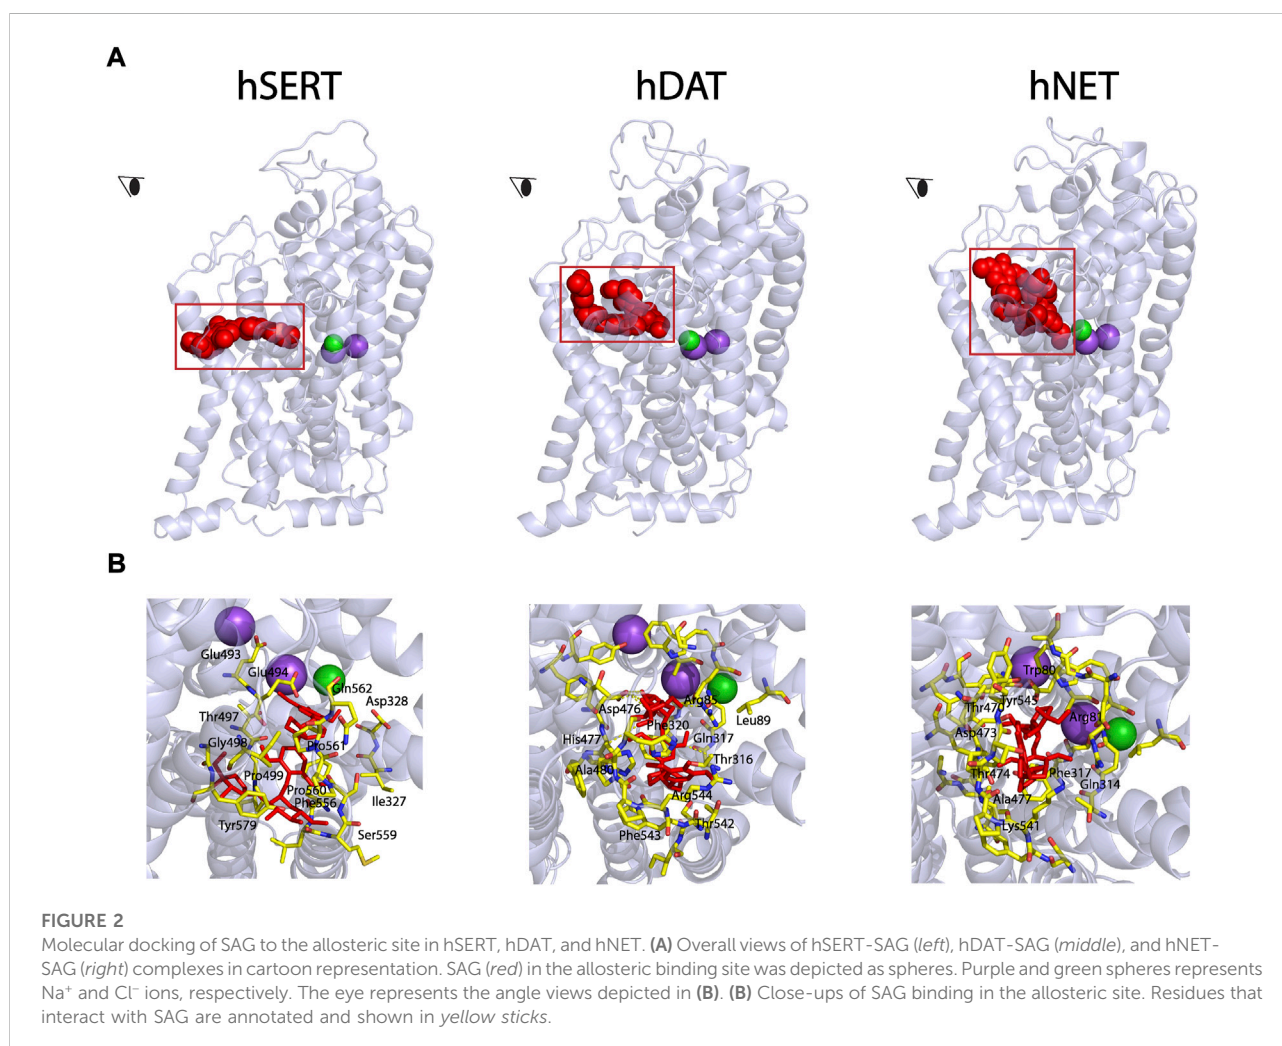 A
hSERT
hDAT
hNET
B
Glu493
Glu494
Gln562
Asp328
Thr497
Gly498
Pro561
Pro499
Pro560
Phe556
Ile327
Tyr579
Ser559
Asp476
Arg85
Leu89
Phe320
His477
Gln317
Ala480
Thr316
Arg544
Phe543
Thr542
Trp80
Tyr545
Thr470
Arg81
Asp473
Thr474
Phe317
Gln314
Ala477
Lys541
FIGURE 2
Molecular docking of SAG to the allosteric site in hSERT, hDAT, and hNET. (A) Overall views of hSERT-SAG (left), hDAT-SAG (middle), and hNET-
SAG (right) complexes in cartoon representation. SAG (red) in the allosteric binding site was depicted as spheres. Purple and green spheres represents
Na⁺ and Cl⁻ ions, respectively. The eye represents the angle views depicted in (B). (B) Close-ups of SAG binding in the allosteric site. Residues that
interact with SAG are annotated and shown in yellow sticks.